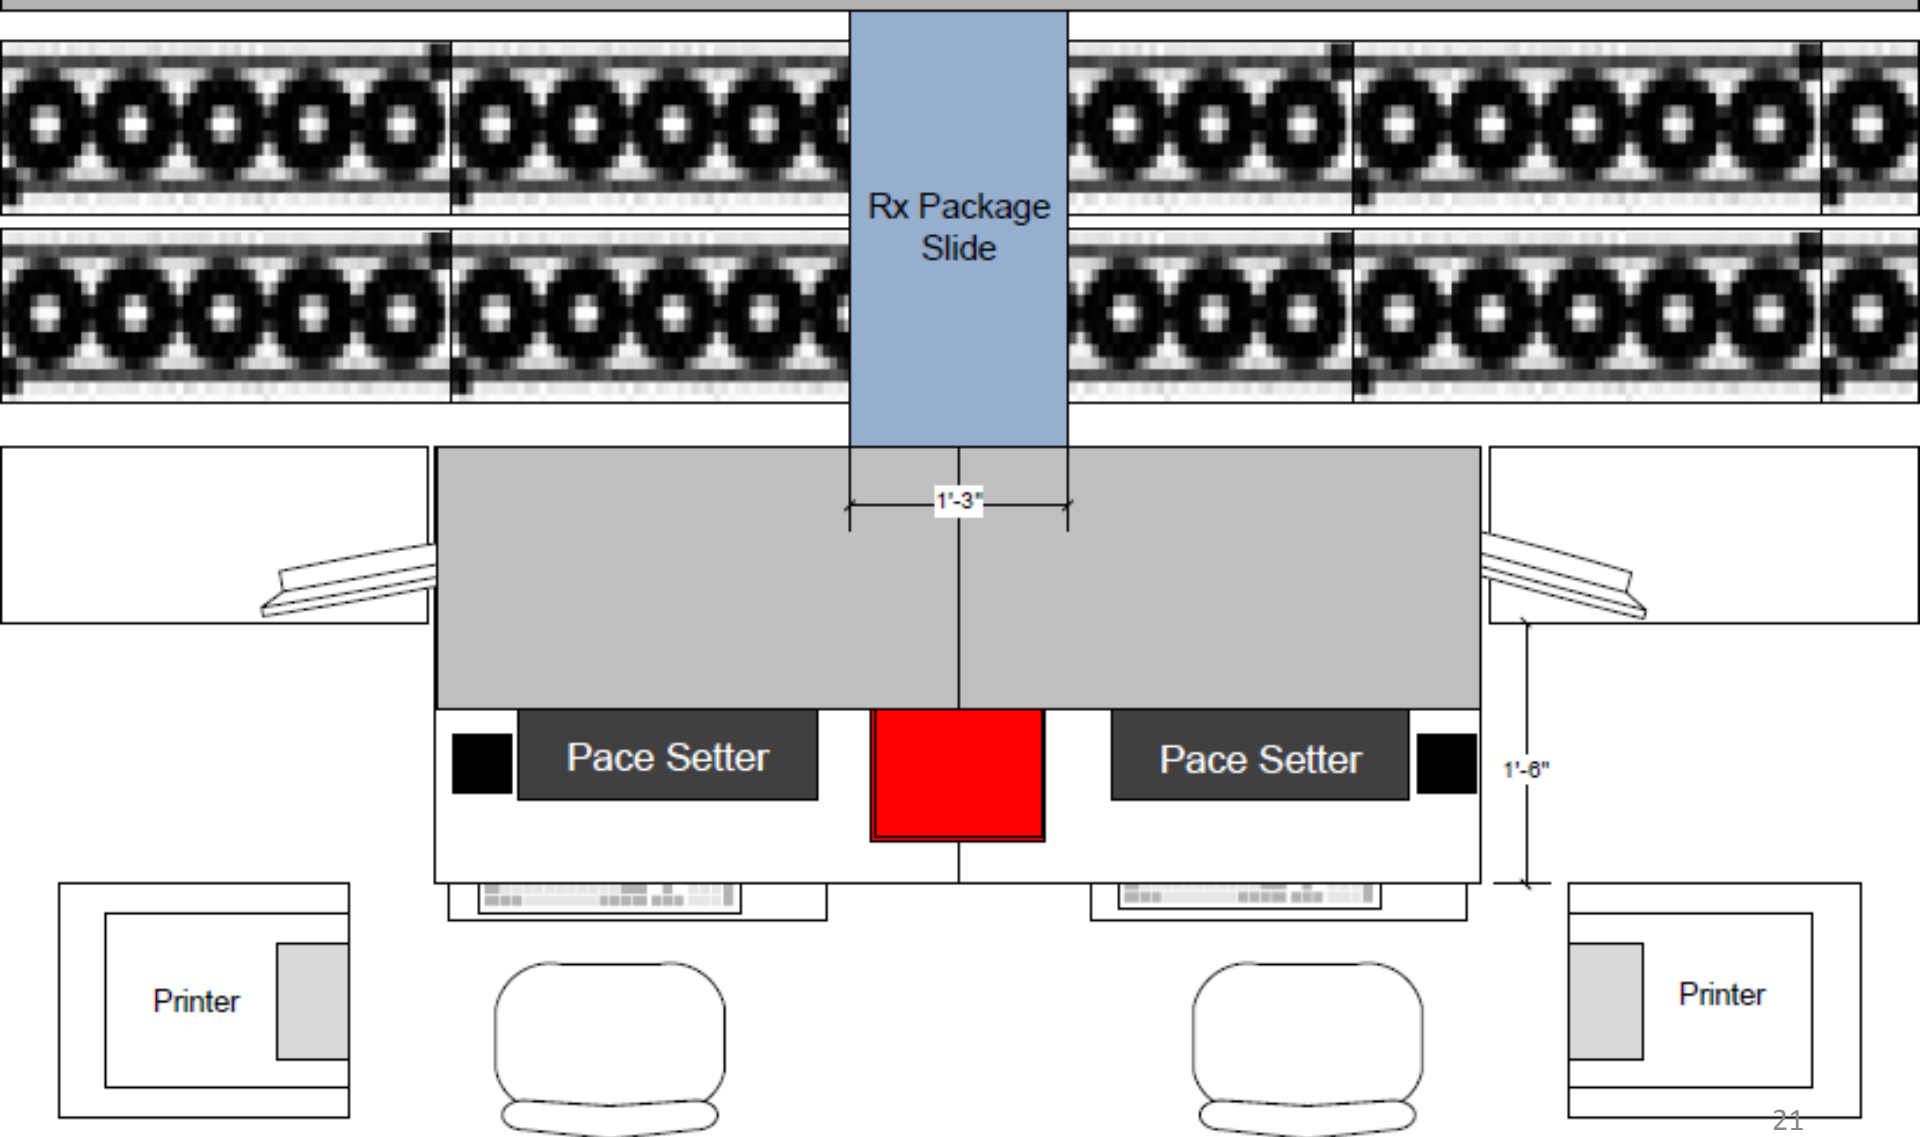 Rx Package
Slide
1'-3"
Pace Setter
Pace Setter
1'-6"
Printer
Printer
21